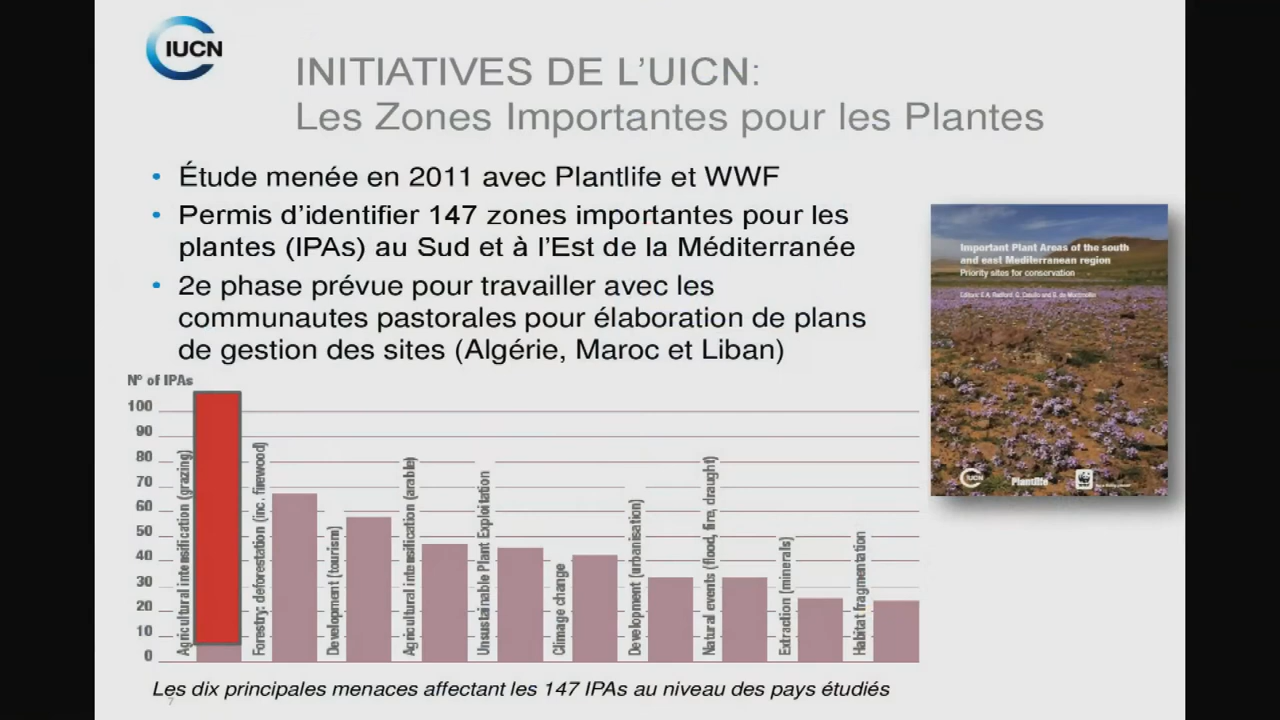 IUCN
INITIATIVES DE L’UICN:
Les Zones Importantes pour les Plantes
• Étude menée en 2011 avec Plantlife et WWF
• Permis d’identifier 147 zones importantes pour les
plantes (IPAs) au Sud et à l’Est de la Méditerranée
• 2e phase prévue pour travailler avec les
communautes pastorales pour élaboration de plans
de gestion des sites (Algérie, Maroc et Liban)
Important Plant Areas of the south
and east Mediterranean region
Priority sites for conservation
IUCN
Plantlife
WWF
Nº of IPAs
100
90
80
70
60
50
40
30
20
10
0
Agricultural intensification (grazing)
Forestry: deforestation (inc. firewood)
Development (tourism)
Agricultural intensification (arable)
Unsustainable Plant Exploitation
Climage change
Development (urbanisation)
Natural events (flood, fire, draught)
Extraction (minerals)
Habitat fragmentation
Les dix principales menaces affectant les 147 IPAs au niveau des pays étudiés
7